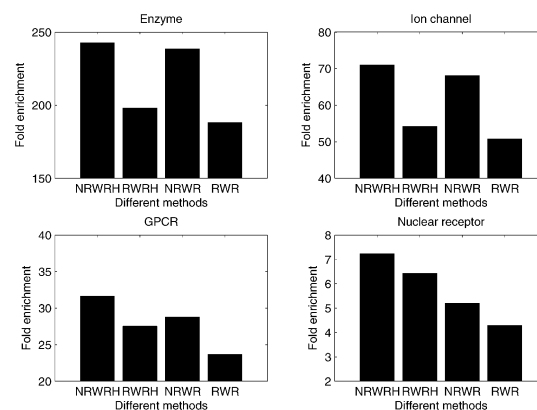 Enzyme
250
200
150
Fold enrichment
NRWRH RWRH NRWR RWR
Different methods
Ion channel
80
70
60
50
40
Fold enrichment
NRWRH RWRH NRWR RWR
Different methods
GPCR
40
35
30
25
20
Fold enrichment
NRWRH RWRH NRWR RWR
Different methods
Nuclear receptor
8
7
6
5
4
3
2
Fold enrichment
NRWRH RWRH NRWR RWR
Different methods